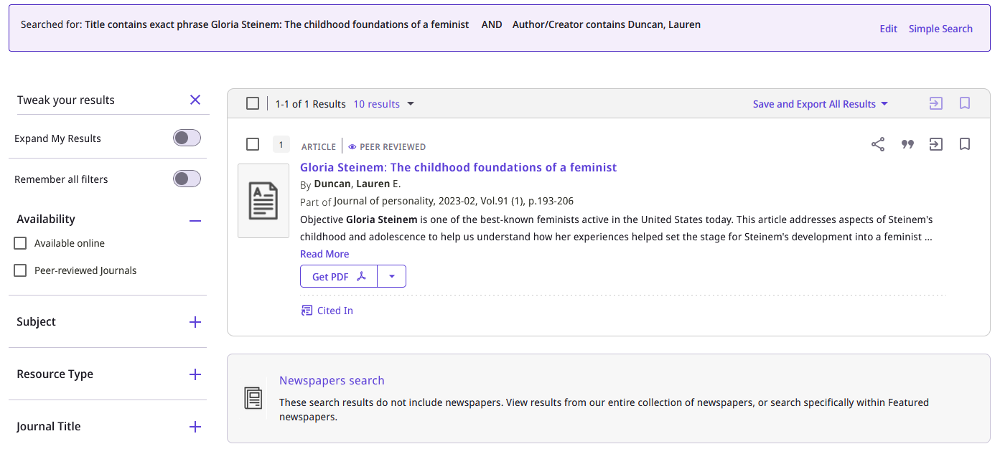 Searched for: Title contains exact phrase Gloria Steinem: The childhood foundations of a feminist AND Author/Creator contains Duncan, Lauren
Edit Simple Search
Tweak your results
Expand My Results
Remember all filters
Availability
Available online
Peer-reviewed Journals
Subject
Resource Type
Journal Title
1-1 of 1 Results 10 results
Save and Export All Results
1 ARTICLE PEER REVIEWED
Gloria Steinem: The childhood foundations of a feminist
By Duncan, Lauren E.
Part of Journal of personality, 2023-02, Vol.91 (1), p.193-206
Objective Gloria Steinem is one of the best-known feminists active in the United States today. This article addresses aspects of Steinem's
childhood and adolescence to help us understand how her experiences helped set the stage for Steinem's development into a feminist ...
Read More
Get PDF
Cited In
Newspapers search
These search results do not include newspapers. View results from our entire collection of newspapers, or search specifically within Featured
newspapers.